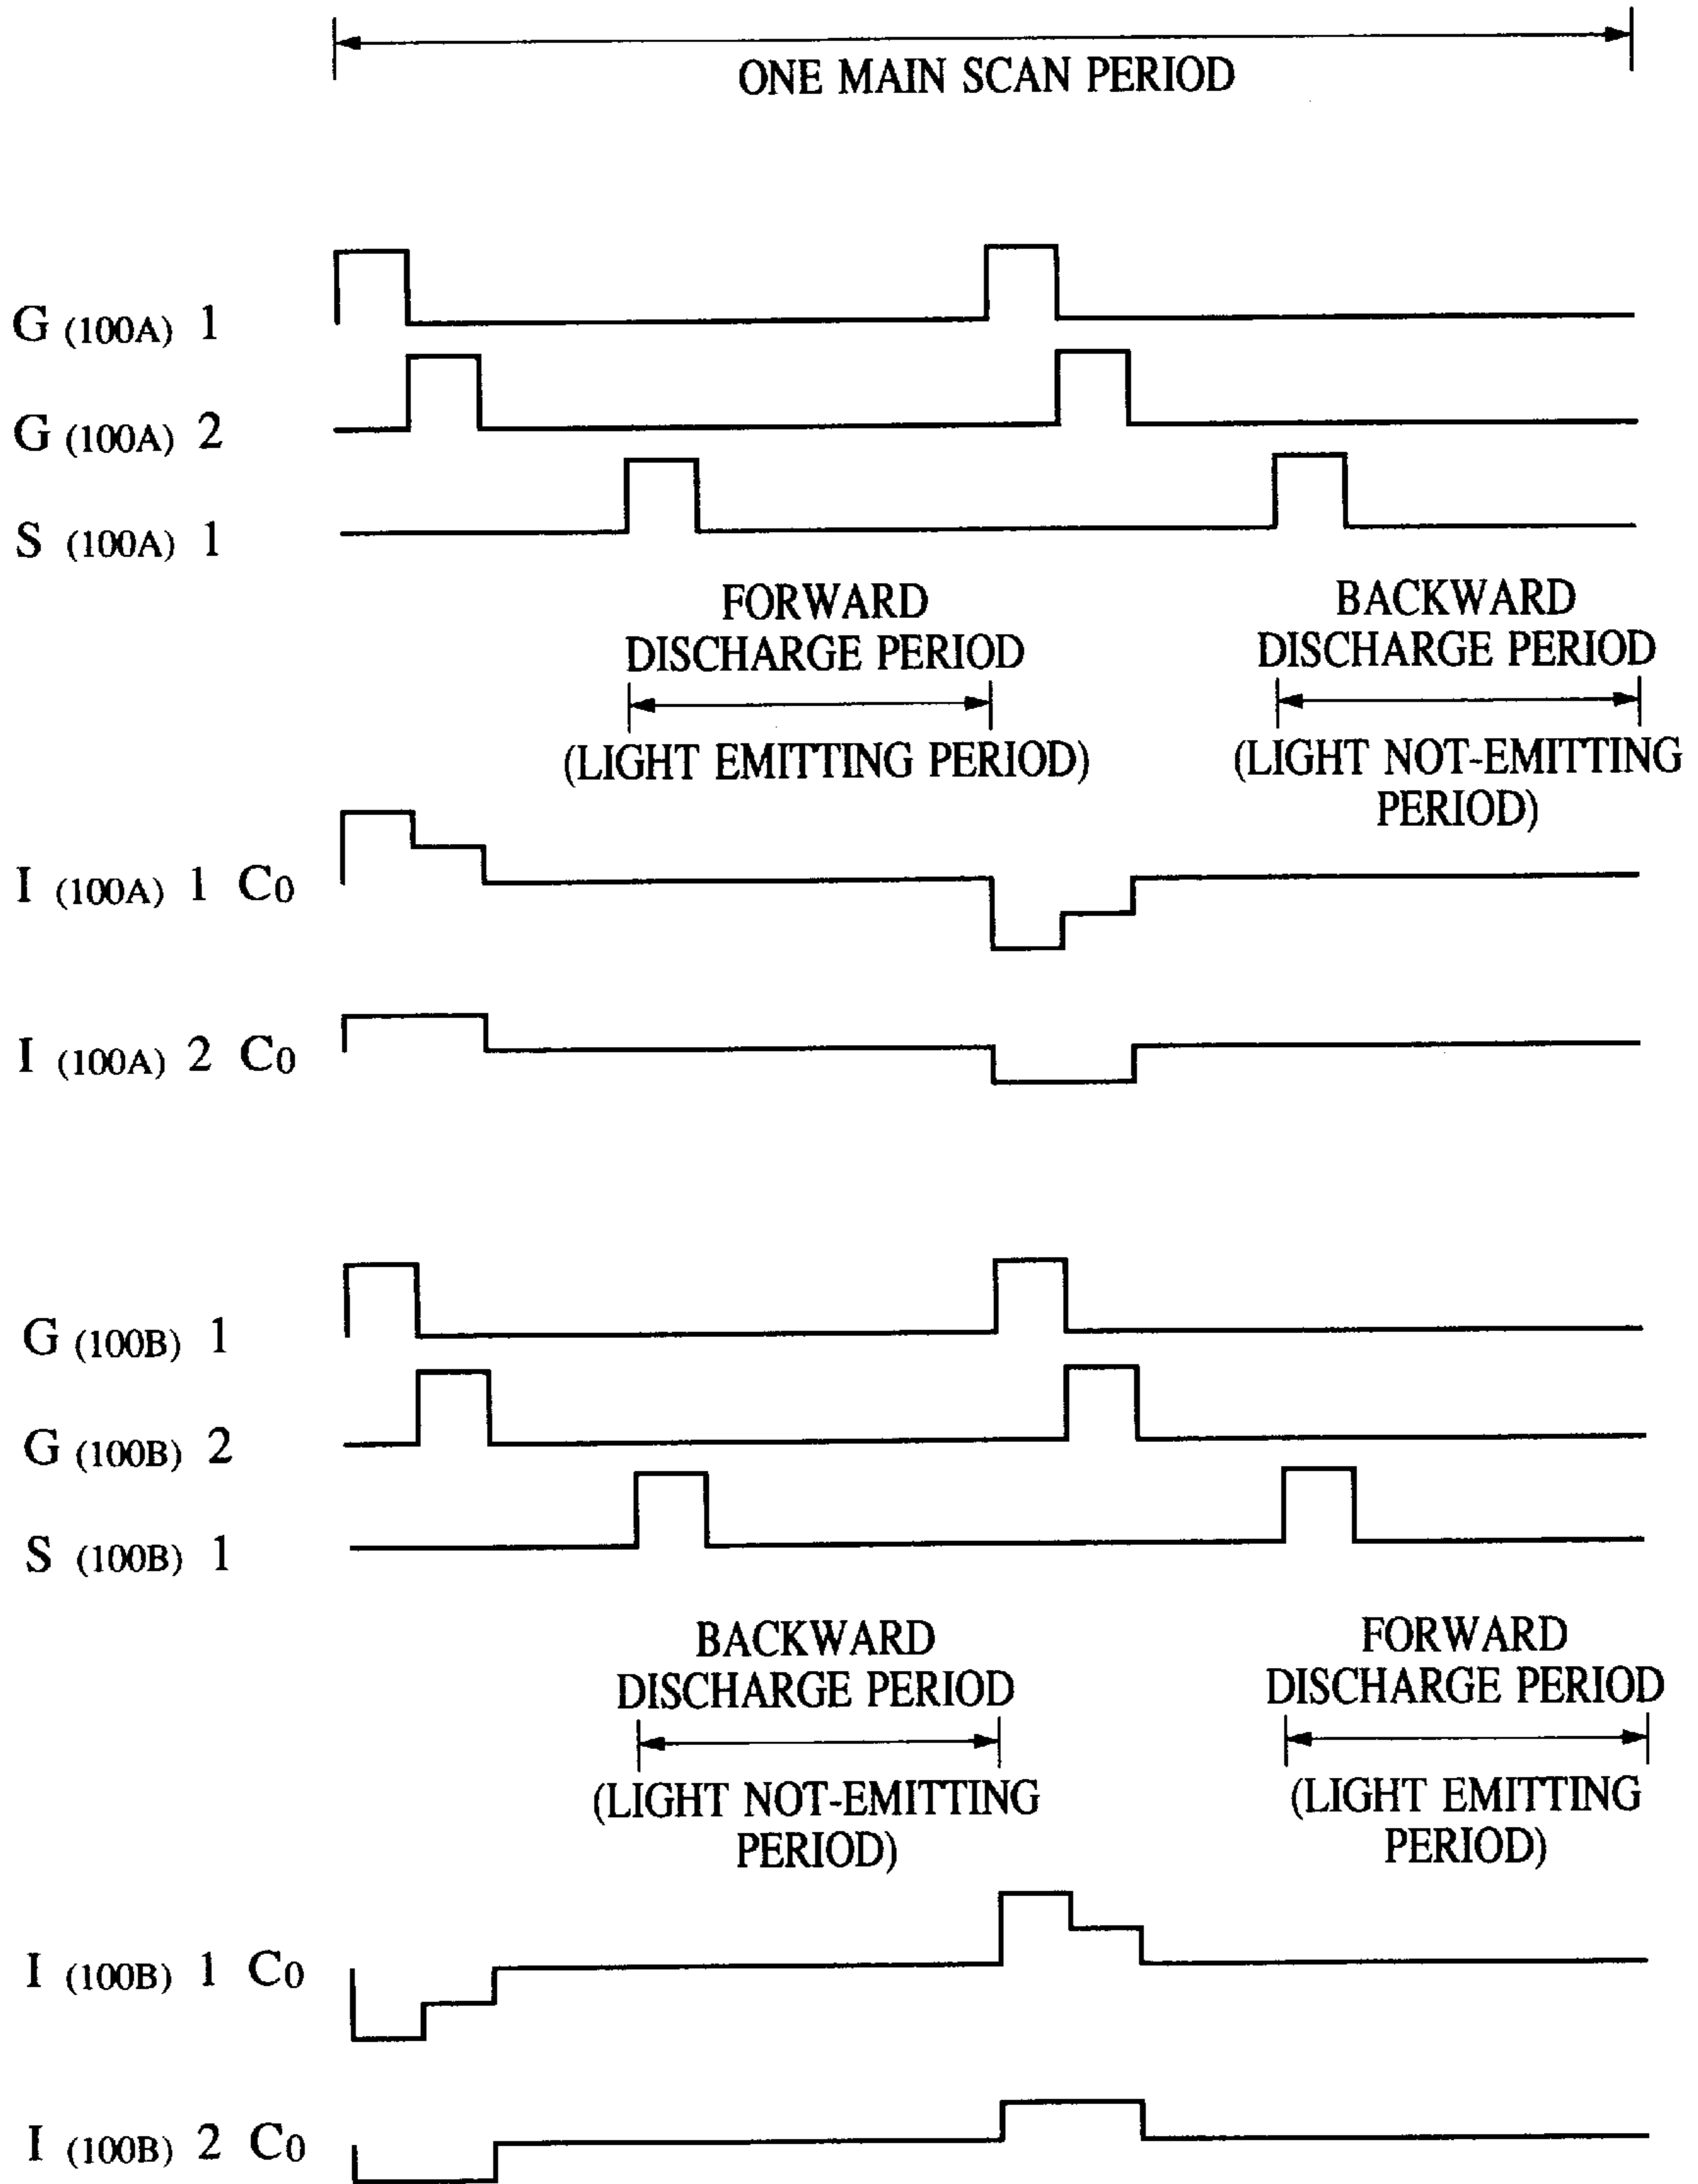 ONE MAIN SCAN PERIOD
G (100A) 1
G (100A) 2
S (100A) 1
FORWARD
DISCHARGE PERIOD
(LIGHT EMITTING PERIOD)
BACKWARD
DISCHARGE PERIOD
(LIGHT NOT-EMITTING
PERIOD)
I (100A) 1 C0
I (100A) 2 C0
G (100B) 1
G (100B) 2
S (100B) 1
BACKWARD
DISCHARGE PERIOD
(LIGHT NOT-EMITTING
PERIOD)
FORWARD
DISCHARGE PERIOD
(LIGHT EMITTING
PERIOD)
I (100B) 1 C0
I (100B) 2 C0